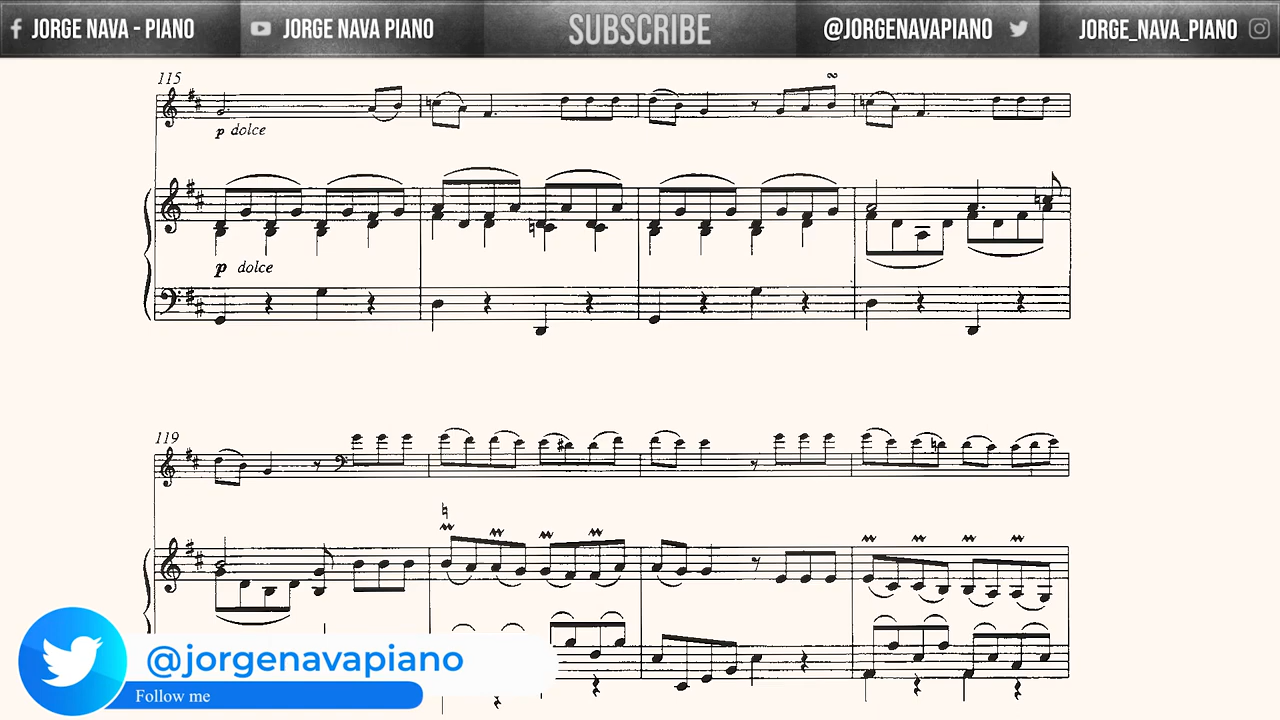 JORGE NAVA - PIANO JORGE NAVA PIANO SUBSCRIBE @JORGENAVAPIANO JORGE_NAVA_PIANO
115
p dolce
p dolce
119
@jorgenavapiano
Follow me